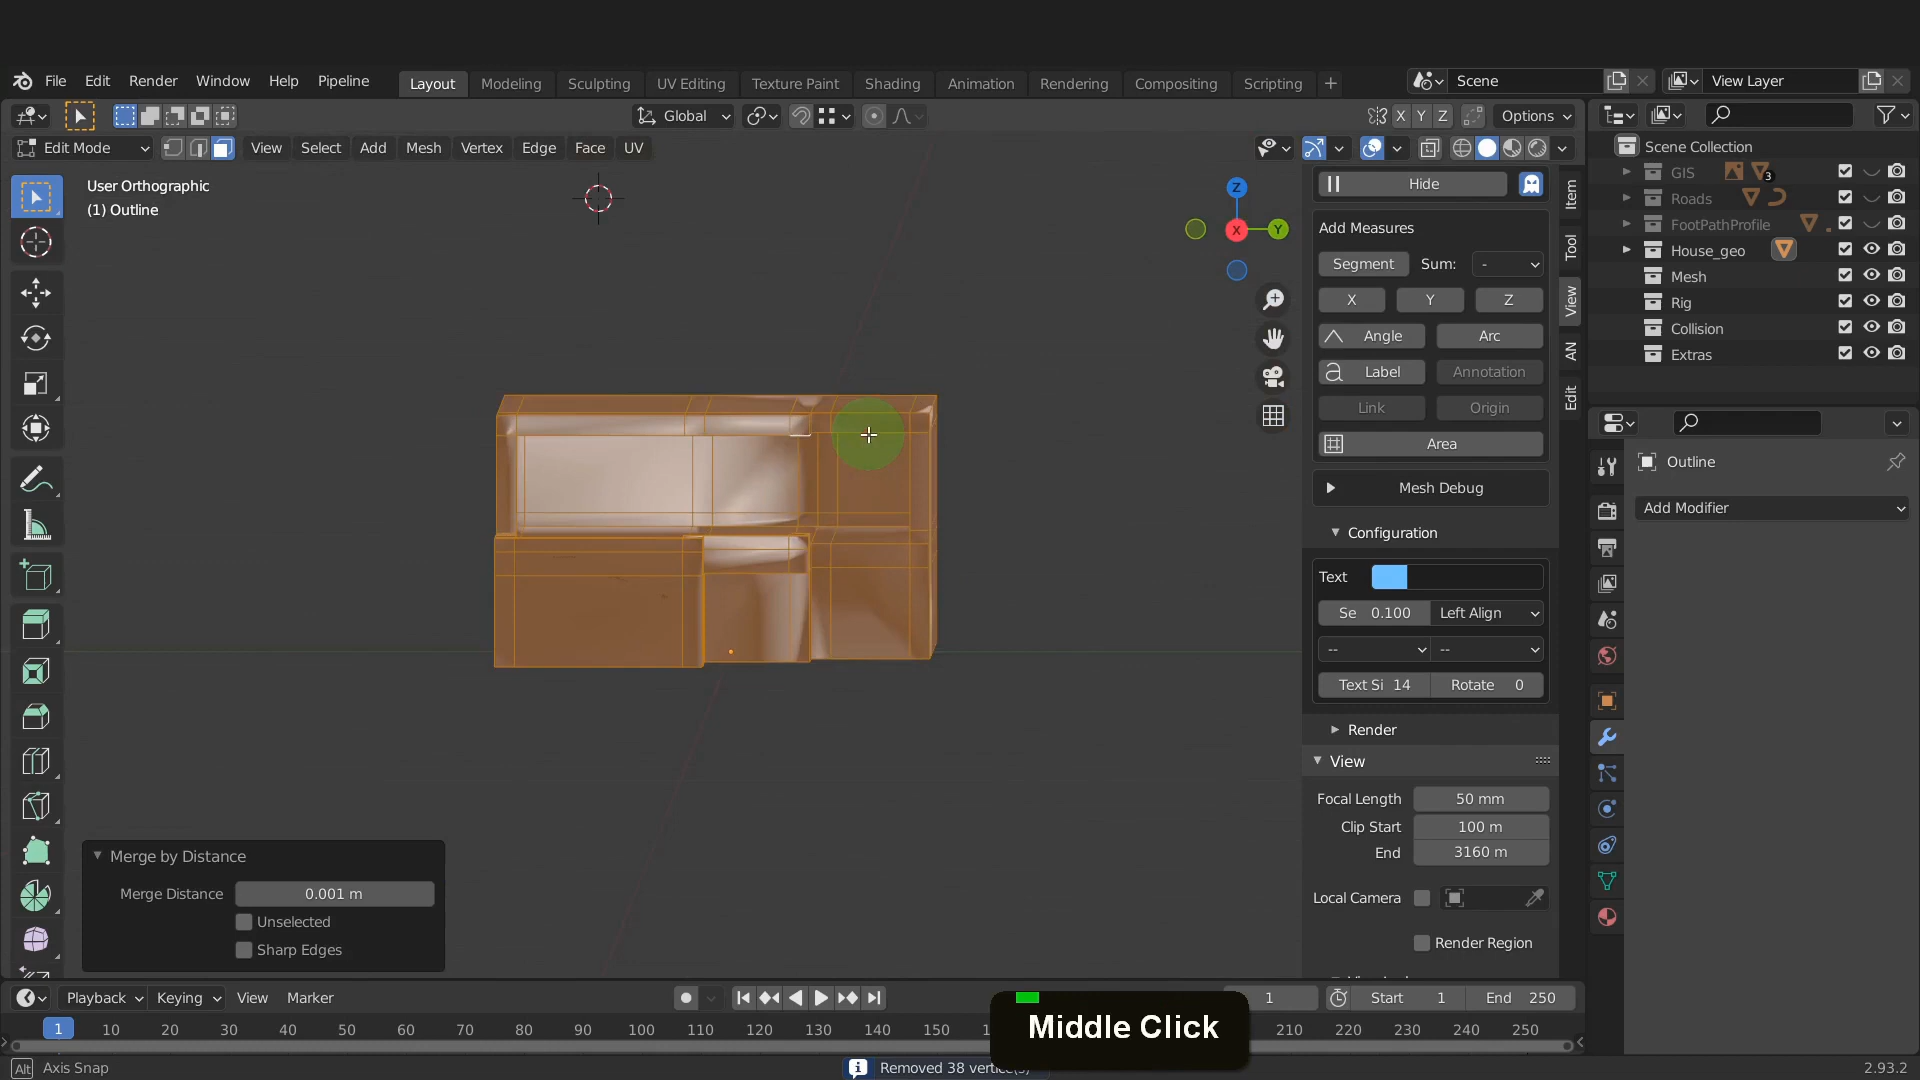 File Edit Render Window Help Pipeline Layout Modeling Sculpting UV Editing Texture Paint Shading Animation Rendering Compositing Scripting + Scene View Layer
Global X Y Z Options
Edit Mode View Select Add Mesh Vertex Edge Face UV
User Orthographic
(1) Outline
Z
X
Y
Hide
Add Measures
Segment Sum: -
X Y Z
Angle Arc
Label Annotation
Link Origin
Area
Mesh Debug
Configuration
Text
Se 0.100 Left Align
-- --
Text Si 14 Rotate 0
Render
View
Focal Length 50 mm
Clip Start 100 m
End 3160 m
Local Camera
Render Region
Item
Tool
View
AN
Edit
Scene Collection
GIS 3
Roads
FootPathProfile
House_geo
Mesh
Rig
Collision
Extras
Outline
Add Modifier
Merge by Distance
Merge Distance 0.001 m
Unselected
Sharp Edges
Playback Keying View Marker 1 Start 1 End 250
1 10 20 30 40 50 60 70 80 90 100 110 120 130 140 150 210 220 230 240 250
Middle Click
Alt Axis Snap Removed 38 vertice(s) 2.93.2